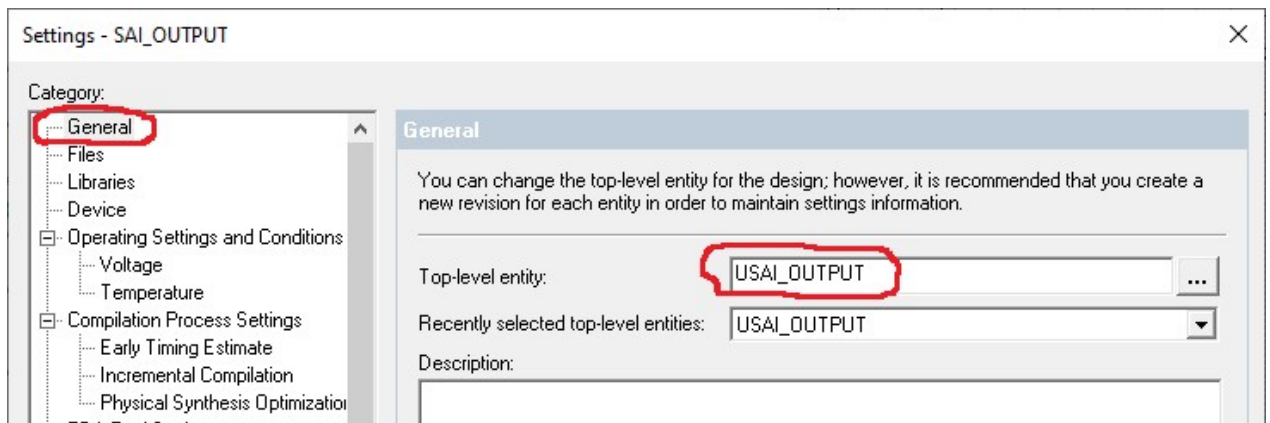 Settings - SAI_OUTPUT
Category:
General
Files
Libraries
Device
Operating Settings and Conditions
Voltage
Temperature
Compilation Process Settings
Early Timing Estimate
Incremental Compilation
Physical Synthesis Optimizatio
General
You can change the top-level entity for the design; however, it is recommended that you create a
new revision for each entity in order to maintain settings information.
Top-level entity: USAI_OUTPUT ...
Recently selected top-level entities: USAI_OUTPUT
Description: